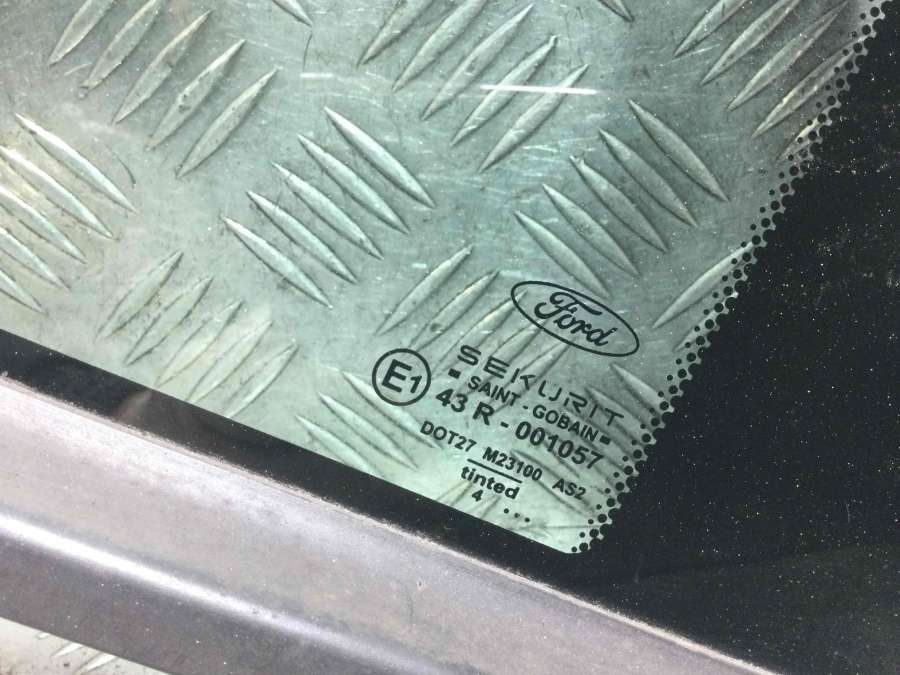 Ford
SEKURIT
SAINT - GOBAIN
E1
43 R - 001057
DOT27 M23100 AS2
tinted
4 ...